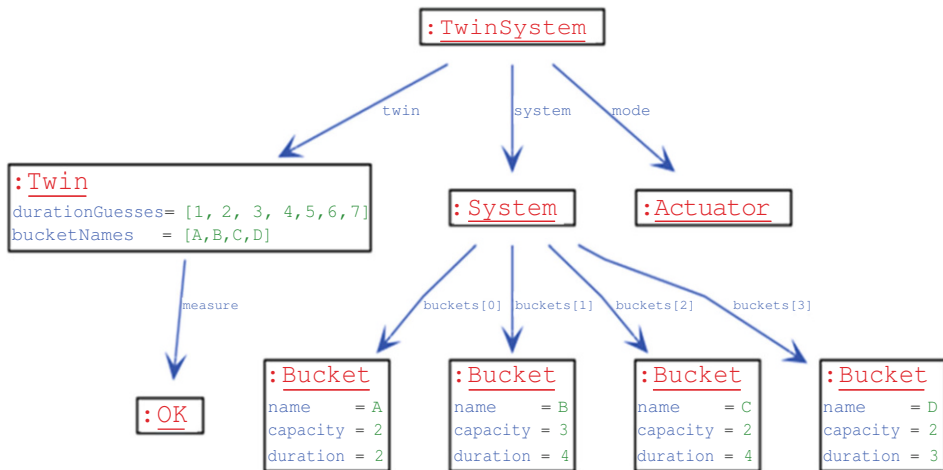 :TwinSystem
twin
system
mode
:Twin
durationGuesses= [1, 2, 3, 4,5,6,7]
bucketNames = [A,B,C,D]
:System
:Actuator
measure
buckets[0]
buckets[1]
buckets[2]
buckets[3]
:OK
:Bucket
name = A
capacity = 2
duration = 2
:Bucket
name = B
capacity = 3
duration = 4
:Bucket
name = C
capacity = 2
duration = 4
:Bucket
name = D
capacity = 2
duration = 3